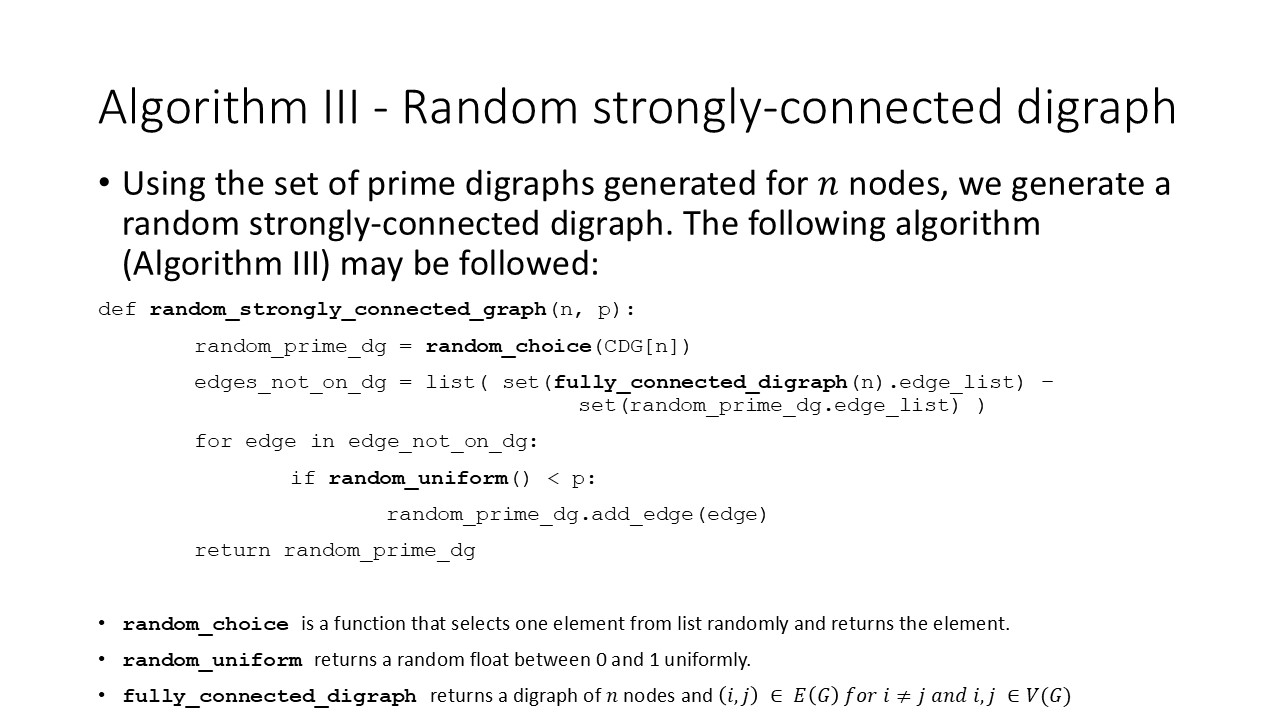 Algorithm III - Random strongly-connected digraph
• Using the set of prime digraphs generated for 𝑛 nodes, we generate a
random strongly-connected digraph. The following algorithm
(Algorithm III) may be followed:
def random_strongly_connected_graph(n, p):
random_prime_dg = random_choice(CDG[n])
edges_not_on_dg = list( set(fully_connected_digraph(n).edge_list) –
set(random_prime_dg.edge_list) )
for edge in edge_not_on_dg:
if random_uniform() < p:
random_prime_dg.add_edge(edge)
return random_prime_dg
• random_choice is a function that selects one element from list randomly and returns the element.
• random_uniform returns a random float between 0 and 1 uniformly.
• fully_connected_digraph returns a digraph of 𝑛 nodes and (𝑖,𝑗) ∈ 𝐸(𝐺) 𝑓𝑜𝑟 𝑖 ≠ 𝑗 𝑎𝑛𝑑 𝑖,𝑗 ∈ 𝑉(𝐺)